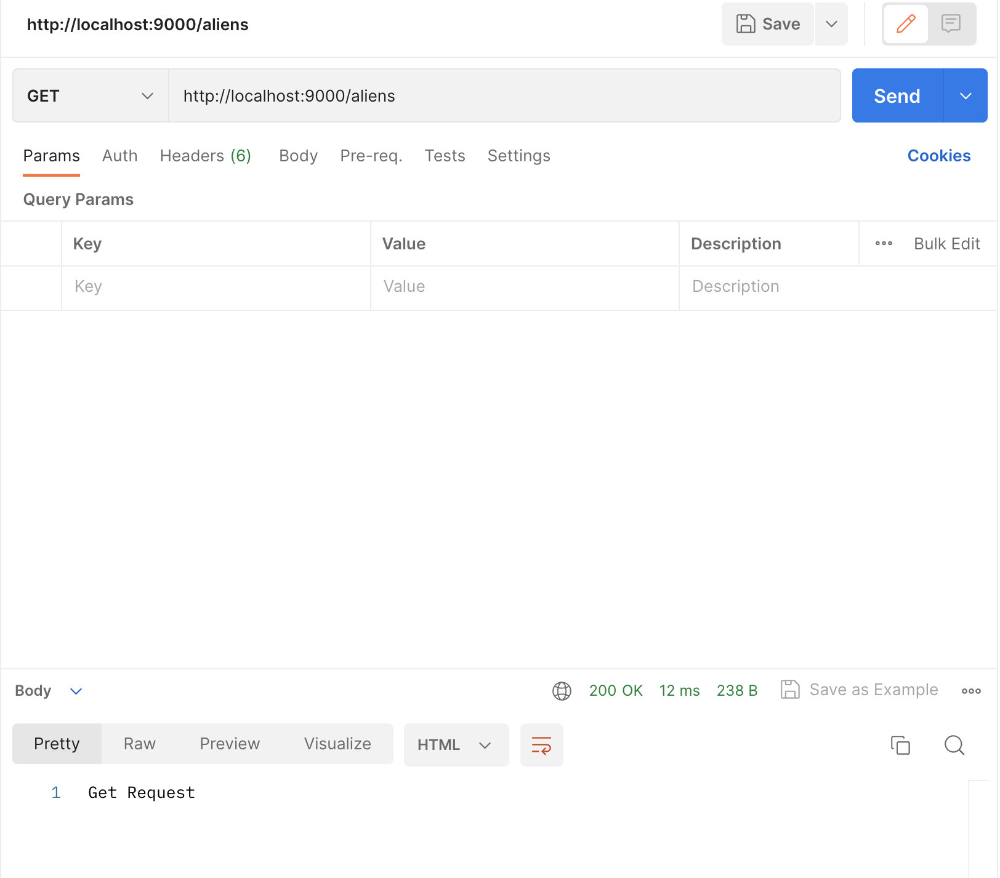 http://localhost:9000/aliens Save
GET http://localhost:9000/aliens Send
Params Auth Headers (6) Body Pre-req. Tests Settings Cookies
Query Params
Key Value Description Bulk Edit
Key Value Description
Body 200 OK 12 ms 238 B Save as Example
Pretty Raw Preview Visualize HTML
1 Get Request